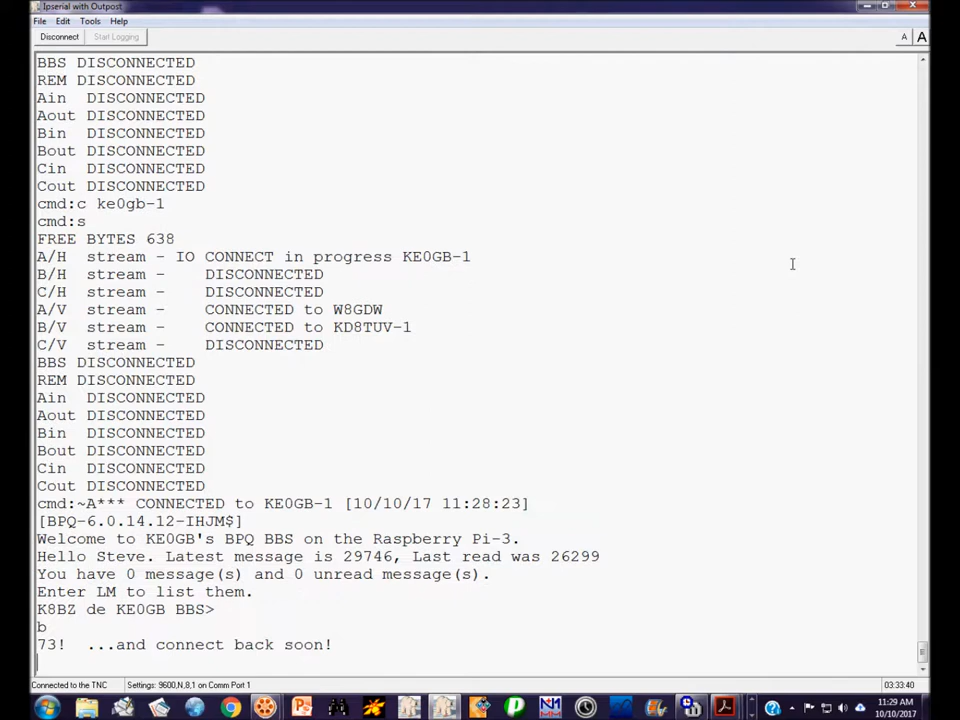 Ipserial with Outpost
File Edit Tools Help
Disconnect Start Logging A A
BBS DISCONNECTED
REM DISCONNECTED
Ain DISCONNECTED
Aout DISCONNECTED
Bin DISCONNECTED
Bout DISCONNECTED
Cin DISCONNECTED
Cout DISCONNECTED
cmd:c ke0gb-1
cmd:s
FREE BYTES 638
A/H stream - IO CONNECT in progress KE0GB-1
B/H stream - DISCONNECTED
C/H stream - DISCONNECTED
A/V stream - CONNECTED to W8GDW
B/V stream - CONNECTED to KD8TUV-1
C/V stream - DISCONNECTED
BBS DISCONNECTED
REM DISCONNECTED
Ain DISCONNECTED
Aout DISCONNECTED
Bin DISCONNECTED
Bout DISCONNECTED
Cin DISCONNECTED
Cout DISCONNECTED
cmd:~A*** CONNECTED to KE0GB-1 [10/10/17 11:28:23]
[BPQ-6.0.14.12-IHJM$]
Welcome to KE0GB's BPQ BBS on the Raspberry Pi-3.
Hello Steve. Latest message is 29746, Last read was 26299
You have 0 message(s) and 0 unread message(s).
Enter LM to list them.
K8BZ de KE0GB BBS>
b
73! ...and connect back soon!
Connected to the TNC Settings: 9600,N,8,1 on Comm Port 1 03:33:40
11:29 AM
10/10/2017